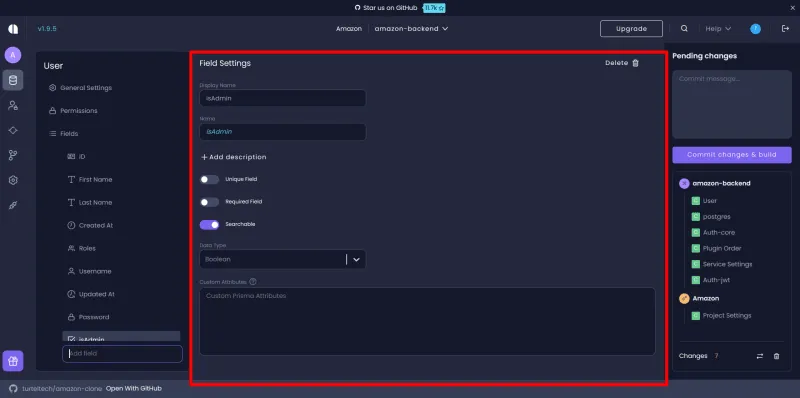 Star us on GitHub 11.7k
v1.9.5
Amazon
amazon-backend
Upgrade
Help
A
User
General Settings
Permissions
Fields
ID
First Name
Last Name
Created At
Roles
Username
Updated At
Password
isAdmin
Add field
Field Settings
Delete
Display Name
isAdmin
Name
isAdmin
+ Add description
Unique Field
Required Field
Searchable
Data Type
Boolean
Custom Attributes
Custom Prisma Attributes
Pending changes
Commit message...
Commit changes & build
amazon-backend
C User
C postgres
C Auth-core
C Plugin Order
C Service Settings
C Auth-jwt
Amazon
C Project Settings
Changes 7
turteltech/amazon-clone Open With GitHub